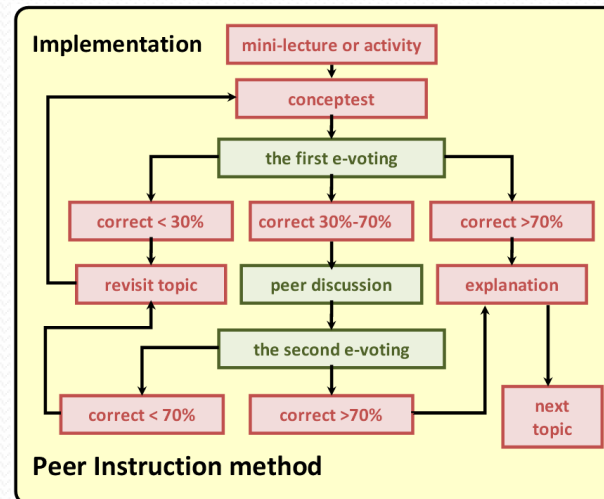 Implementation
mini-lecture or activity
conceptest
the first e-voting
correct < 30%
correct 30%-70%
correct >70%
revisit topic
peer discussion
explanation
the second e-voting
correct < 70%
correct >70%
next
topic
Peer Instruction method